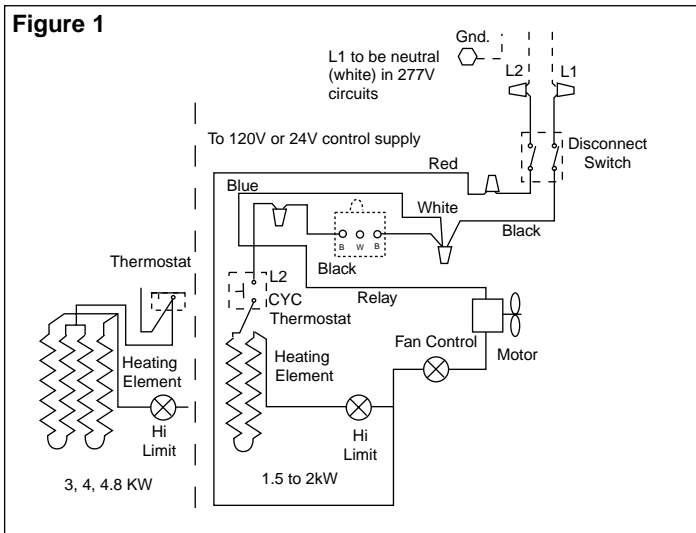 Figure 1
Gnd.
L1 to be neutral
(white) in 277V
circuits
L2
L1
To 120V or 24V control supply
Disconnect
Switch
Red
Blue
White
Black
B W B
Black
Thermostat
L2
CYC
Thermostat
Relay
Fan Control
Motor
Heating
Element
Hi
Limit
Heating
Element
Hi
Limit
3, 4, 4.8 KW
1.5 to 2kW